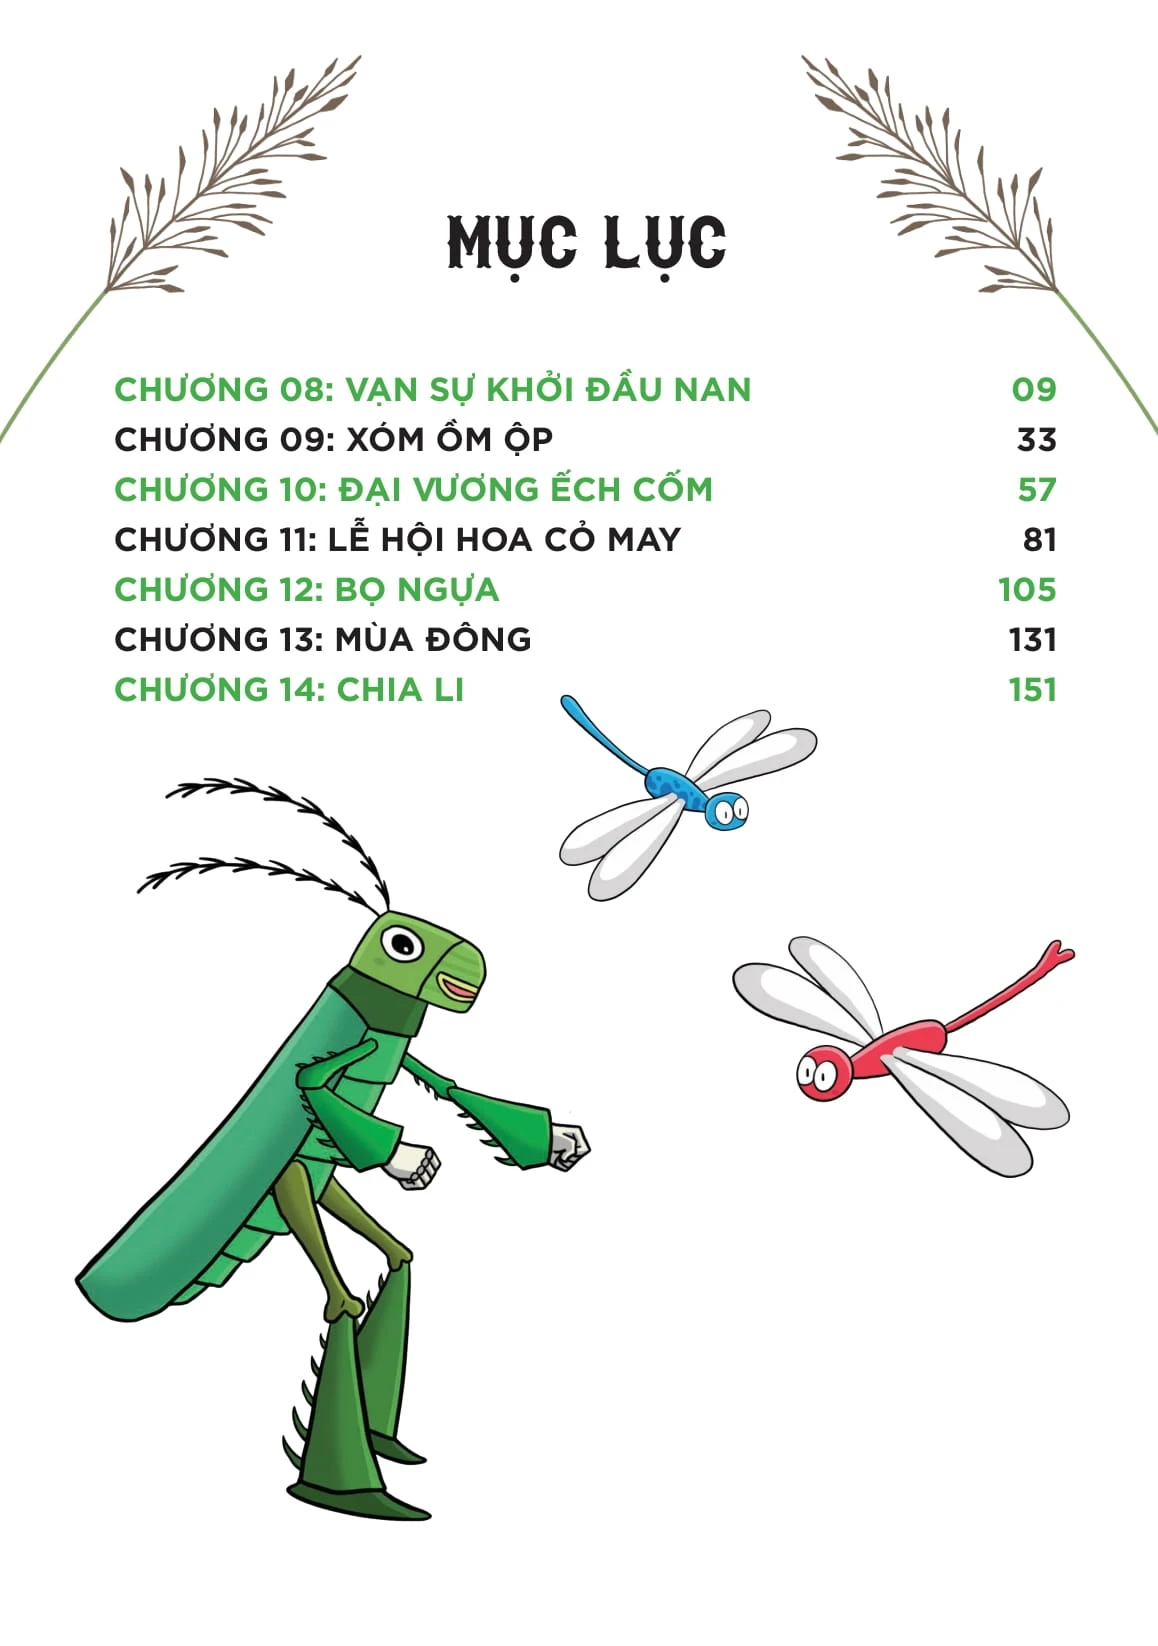 MỤC LỤC
CHƯƠNG 08: VẠN SỰ KHỞI ĐẦU NAN 09
CHƯƠNG 09: XÓM ỒM ỘP 33
CHƯƠNG 10: ĐẠI VƯƠNG ẾCH CỐM 57
CHƯƠNG 11: LỄ HỘI HOA CỎ MAY 81
CHƯƠNG 12: BỌ NGỰA 105
CHƯƠNG 13: MÙA ĐÔNG 131
CHƯƠNG 14: CHIA LI 151